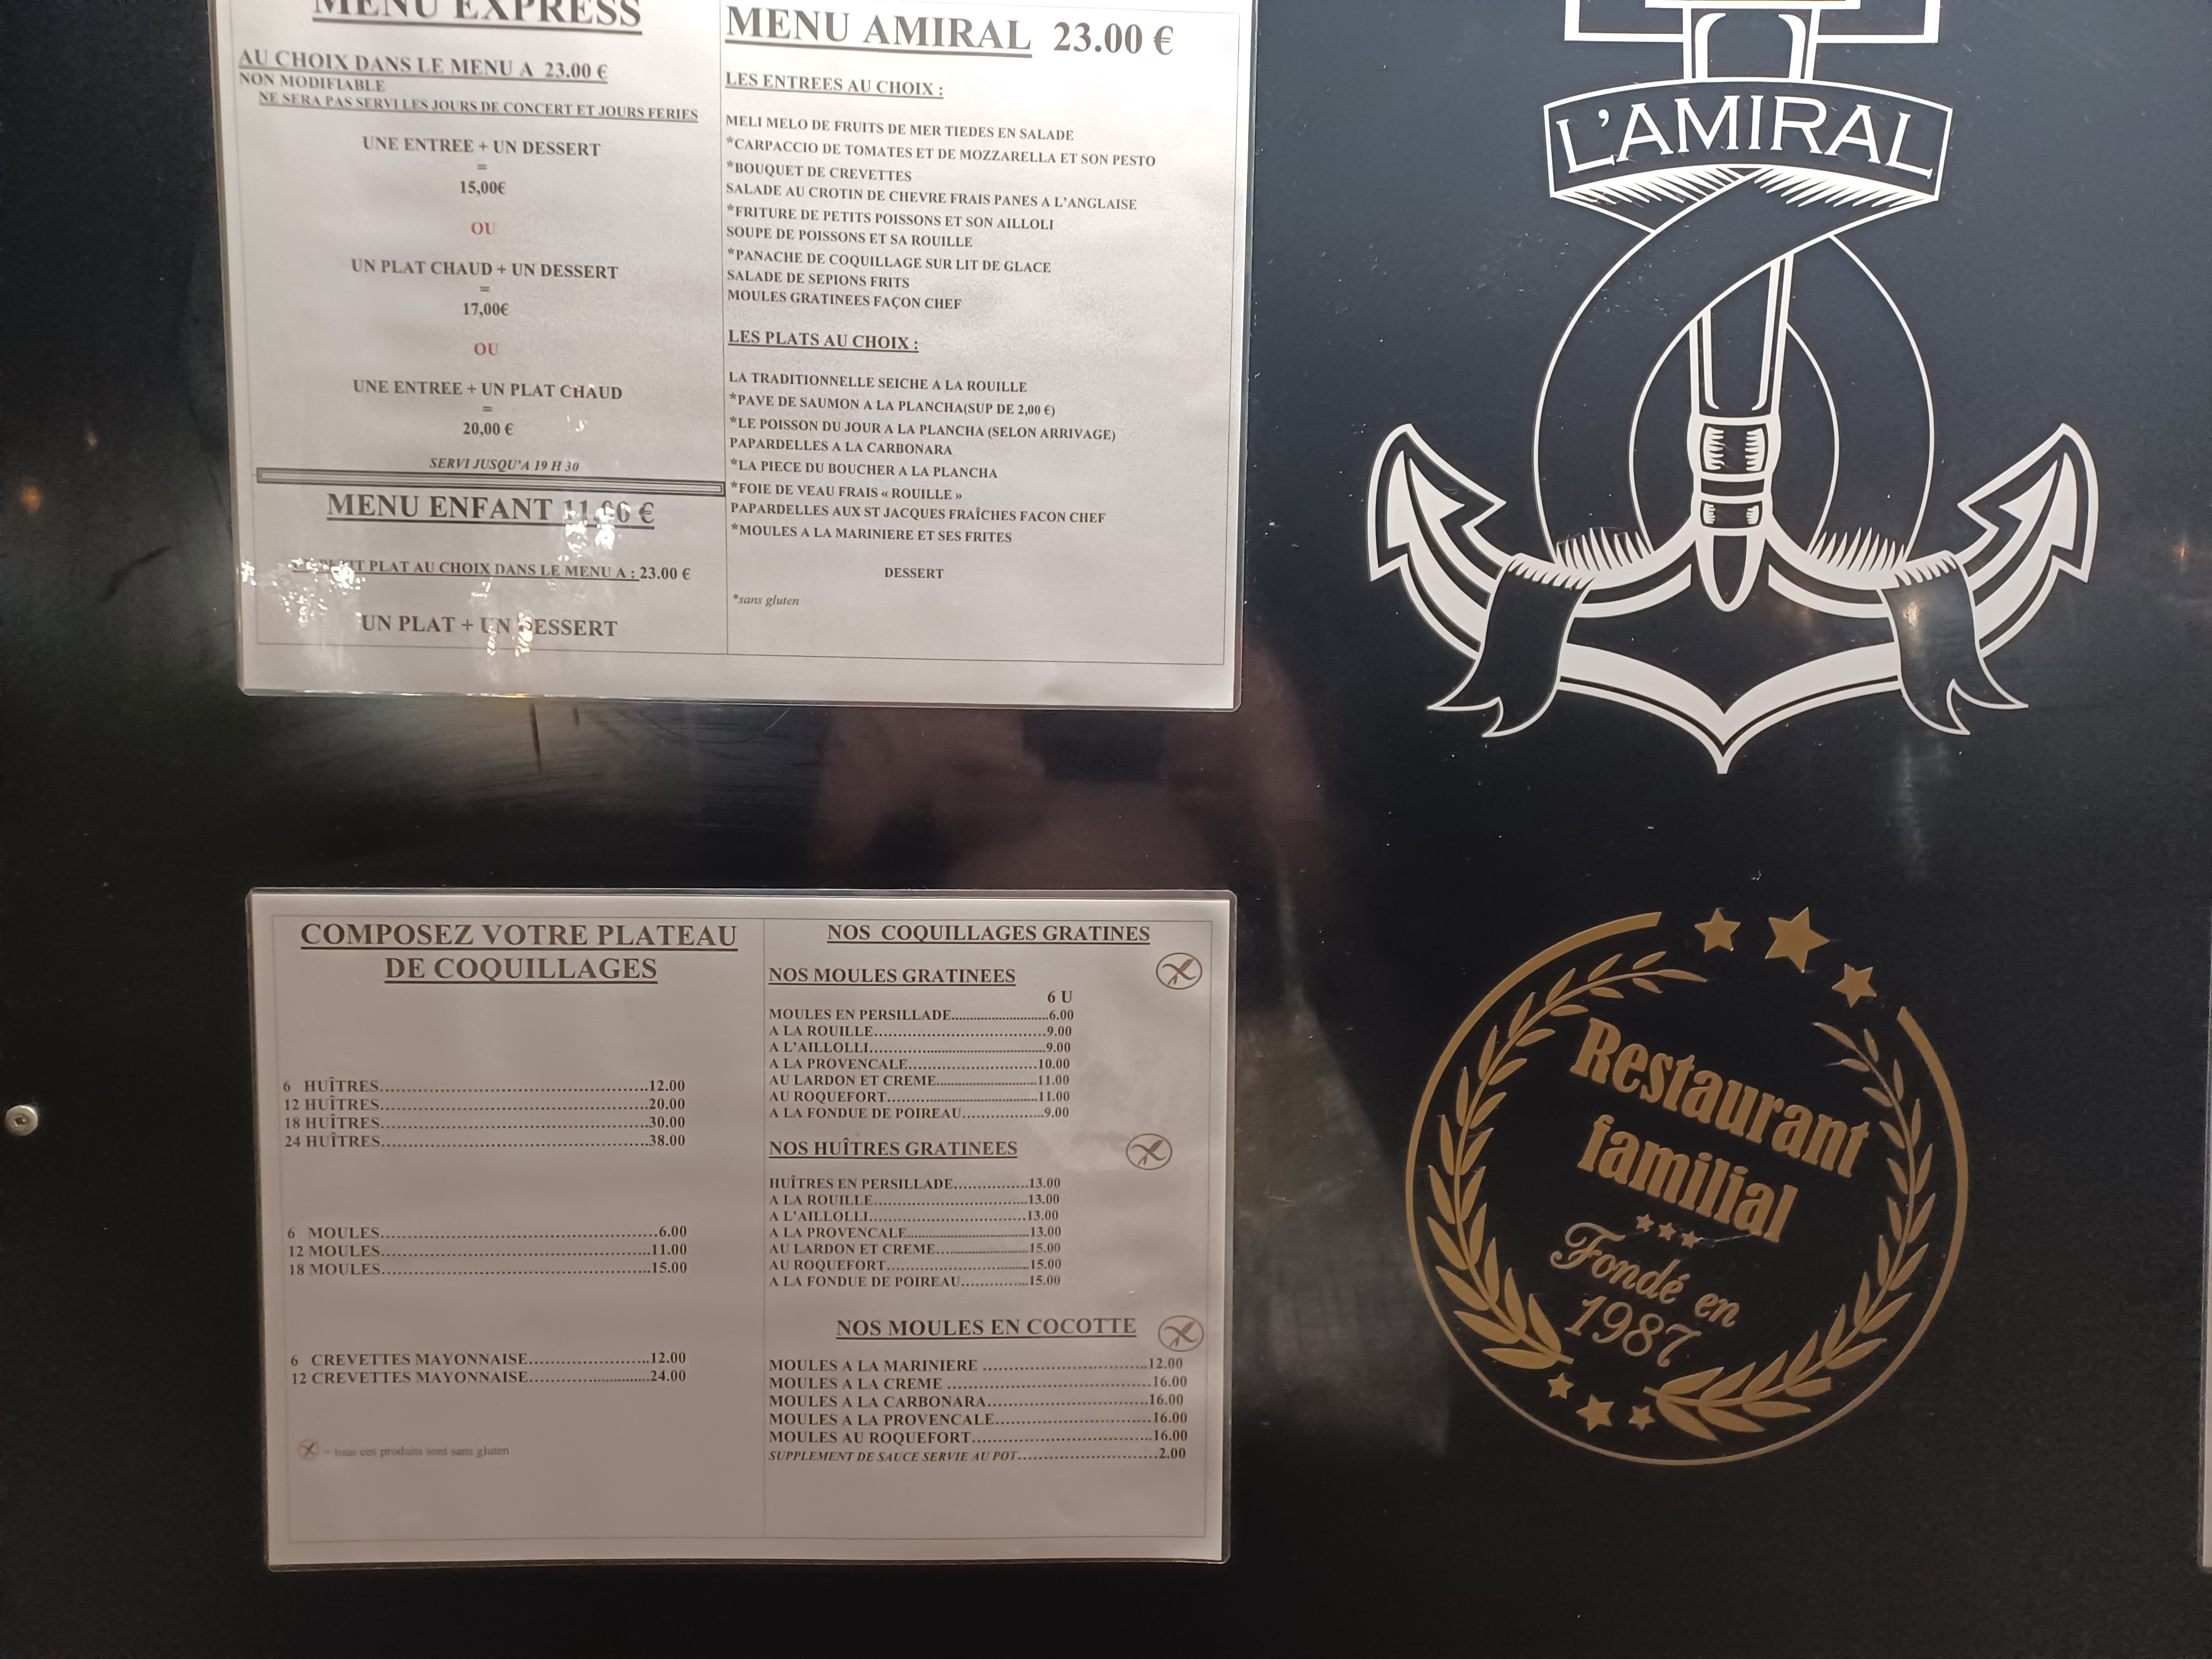 MENU EXPRESS
AU CHOIX DANS LE MENU A 23.00 €
NON MODIFIABLE
NE SERA PAS SERVI LES JOURS DE CONCERT ET JOURS FERIES
UNE ENTREE + UN DESSERT
=
15,00€
OU
UN PLAT CHAUD + UN DESSERT
=
17,00€
OU
UNE ENTREE + UN PLAT CHAUD
=
20,00 €
SERVI JUSQU'A 19 H 30
MENU ENFANT €
PLAT AU CHOIX DANS LE MENU A : 23.00 €
UN PLAT + UN DESSERT
MENU AMIRAL 23.00 €
LES ENTREES AU CHOIX :
MELI MELO DE FRUITS DE MER TIEDES EN SALADE
*CARPACCIO DE TOMATES ET DE MOZZARELLA ET SON PESTO
*BOUQUET DE CREVETTES
SALADE AU CROTIN DE CHEVRE FRAIS PANES A L'ANGLAISE
*FRITURE DE PETITS POISSONS ET SON AILLOLI
SOUPE DE POISSONS ET SA ROUILLE
*PANACHE DE COQUILLAGE SUR LIT DE GLACE
SALADE DE SEPIONS FRITS
MOULES GRATINEES FAÇON CHEF
LES PLATS AU CHOIX :
LA TRADITIONNELLE SEICHE A LA ROUILLE
*PAVE DE SAUMON A LA PLANCHA(SUP DE 2,00 €)
*LE POISSON DU JOUR A LA PLANCHA (SELON ARRIVAGE)
PAPARDELLES A LA CARBONARA
*LA PIECE DU BOUCHER A LA PLANCHA
*FOIE DE VEAU FRAIS « ROUILLE »
PAPARDELLES AUX ST JACQUES FRAÎCHES FACON CHEF
*MOULES A LA MARINIERE ET SES FRITES
DESSERT
*sans gluten
L'AMIRAL
COMPOSEZ VOTRE PLATEAU
DE COQUILLAGES
6 HUÎTRES..........12.00
12 HUÎTRES..........20.00
18 HUÎTRES..........30.00
24 HUÎTRES..........38.00
6 MOULES..........6.00
12 MOULES..........11.00
18 MOULES..........15.00
6 CREVETTES MAYONNAISE..........12.00
12 CREVETTES MAYONNAISE..........24.00
= tous ces produits sont sans gluten
NOS COQUILLAGES GRATINES
NOS MOULES GRATINEES
6 U
MOULES EN PERSILLADE..........6.00
A LA ROUILLE..........9.00
A L'AILLOLLI..........9.00
A LA PROVENCALE..........10.00
AU LARDON ET CREME..........11.00
AU ROQUEFORT..........11.00
A LA FONDUE DE POIREAU..........9.00
NOS HUÎTRES GRATINEES
HUÎTRES EN PERSILLADE..........13.00
A LA ROUILLE..........13.00
A L'AILLOLLI..........13.00
A LA PROVENCALE..........13.00
AU LARDON ET CREME..........15.00
AU ROQUEFORT..........15.00
A LA FONDUE DE POIREAU..........15.00
NOS MOULES EN COCOTTE
MOULES A LA MARINIERE ..........12.00
MOULES A LA CREME ..........16.00
MOULES A LA CARBONARA..........16.00
MOULES A LA PROVENCALE..........16.00
MOULES AU ROQUEFORT..........16.00
SUPPLEMENT DE SAUCE SERVIE AU POT..........2.00
Restaurant
familial
Fondé en
1987